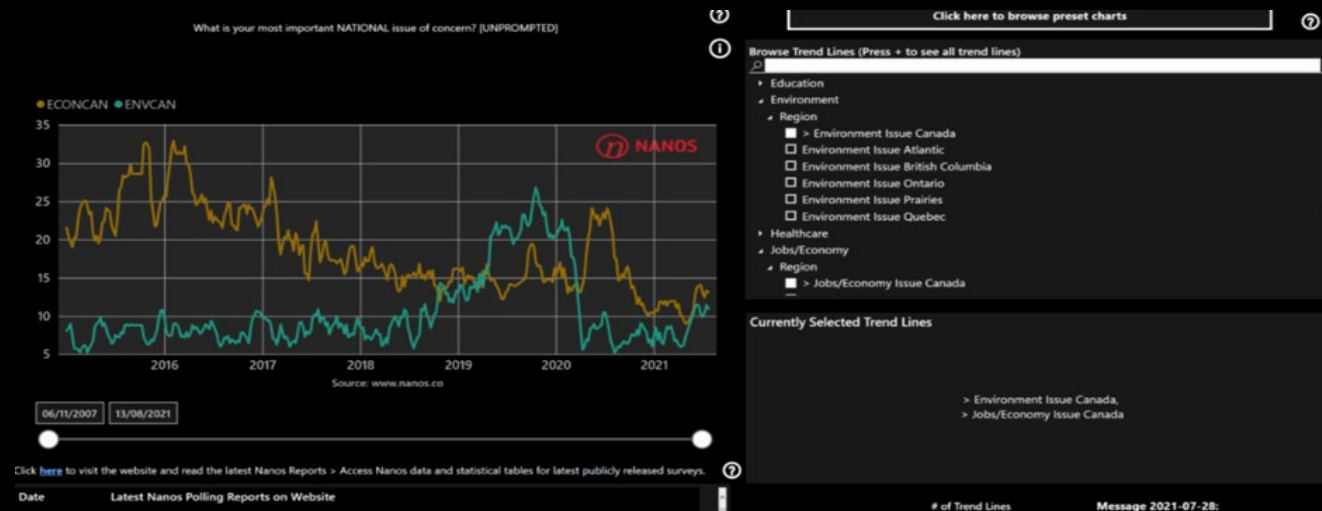 What is your most important NATIONAL issue of concern? [UNPROMPTED]
ECONCAN ENVCAN
NANOS
35
30
25
20
15
10
5
2016 2017 2018 2019 2020 2021
Source: www.nanos.co
06/11/2007 13/08/2021
Click here to visit the website and read the latest Nanos Reports > Access Nanos data and statistical tables for latest publicly released surveys.
Date Latest Nanos Polling Reports on Website
Click here to browse preset charts
Browse Trend Lines (Press + to see all trend lines)
Education
Environment
Region
> Environment Issue Canada
Environment Issue Atlantic
Environment Issue British Columbia
Environment Issue Ontario
Environment Issue Prairies
Environment Issue Quebec
Healthcare
Jobs/Economy
Region
> Jobs/Economy Issue Canada
Currently Selected Trend Lines
> Environment Issue Canada,
> Jobs/Economy Issue Canada
# of Trend Lines Message 2021-07-28: